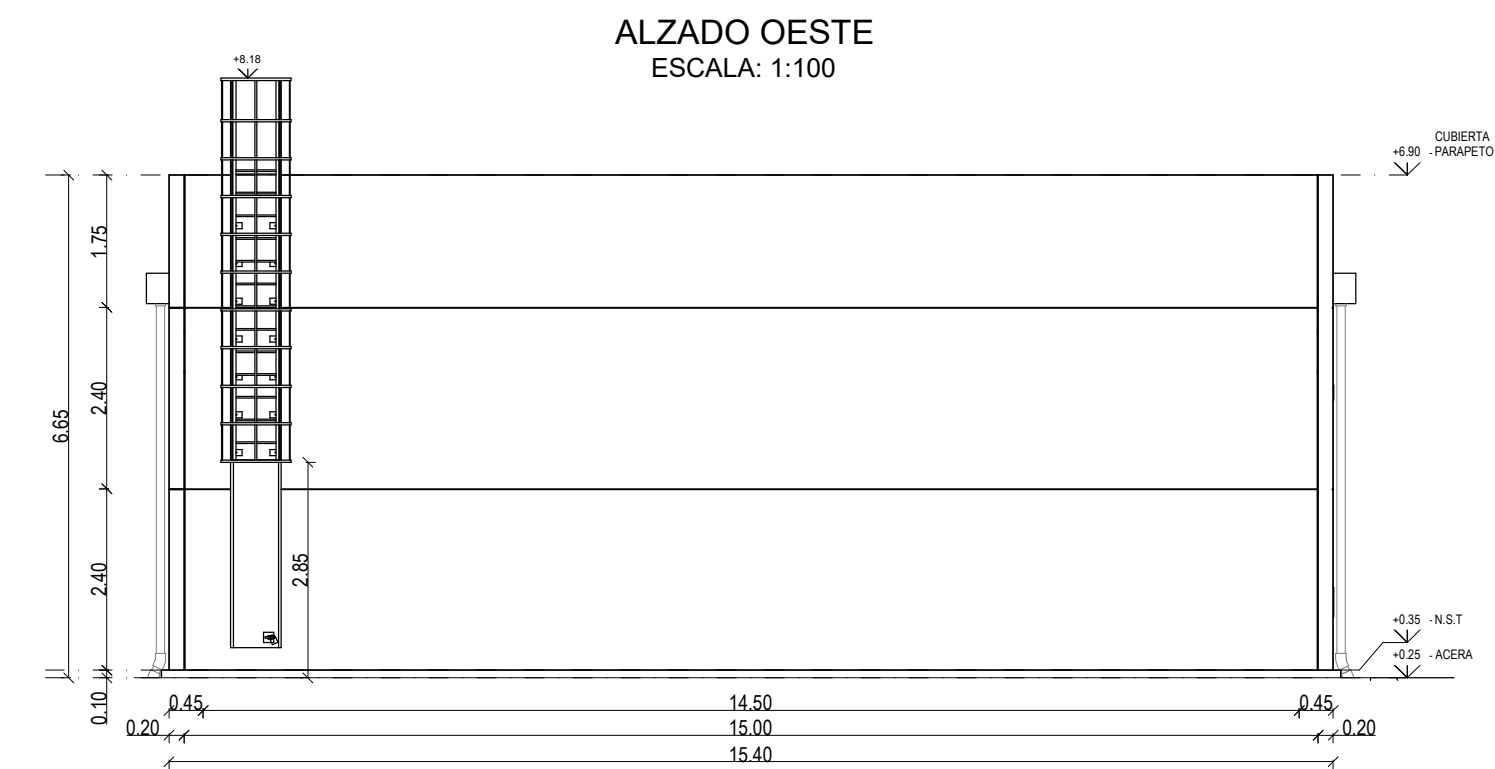 ALZADO OESTE
ESCALA: 1:100
+8.18
CUBIERTA
+6.90 - PARAPETO
1.75
2.40
6.65
2.40
2.85
0.10
+0.35 - N.S.T
+0.25 - ACERA
0.45 14.50 0.45
0.20 15.00 0.20
15.40